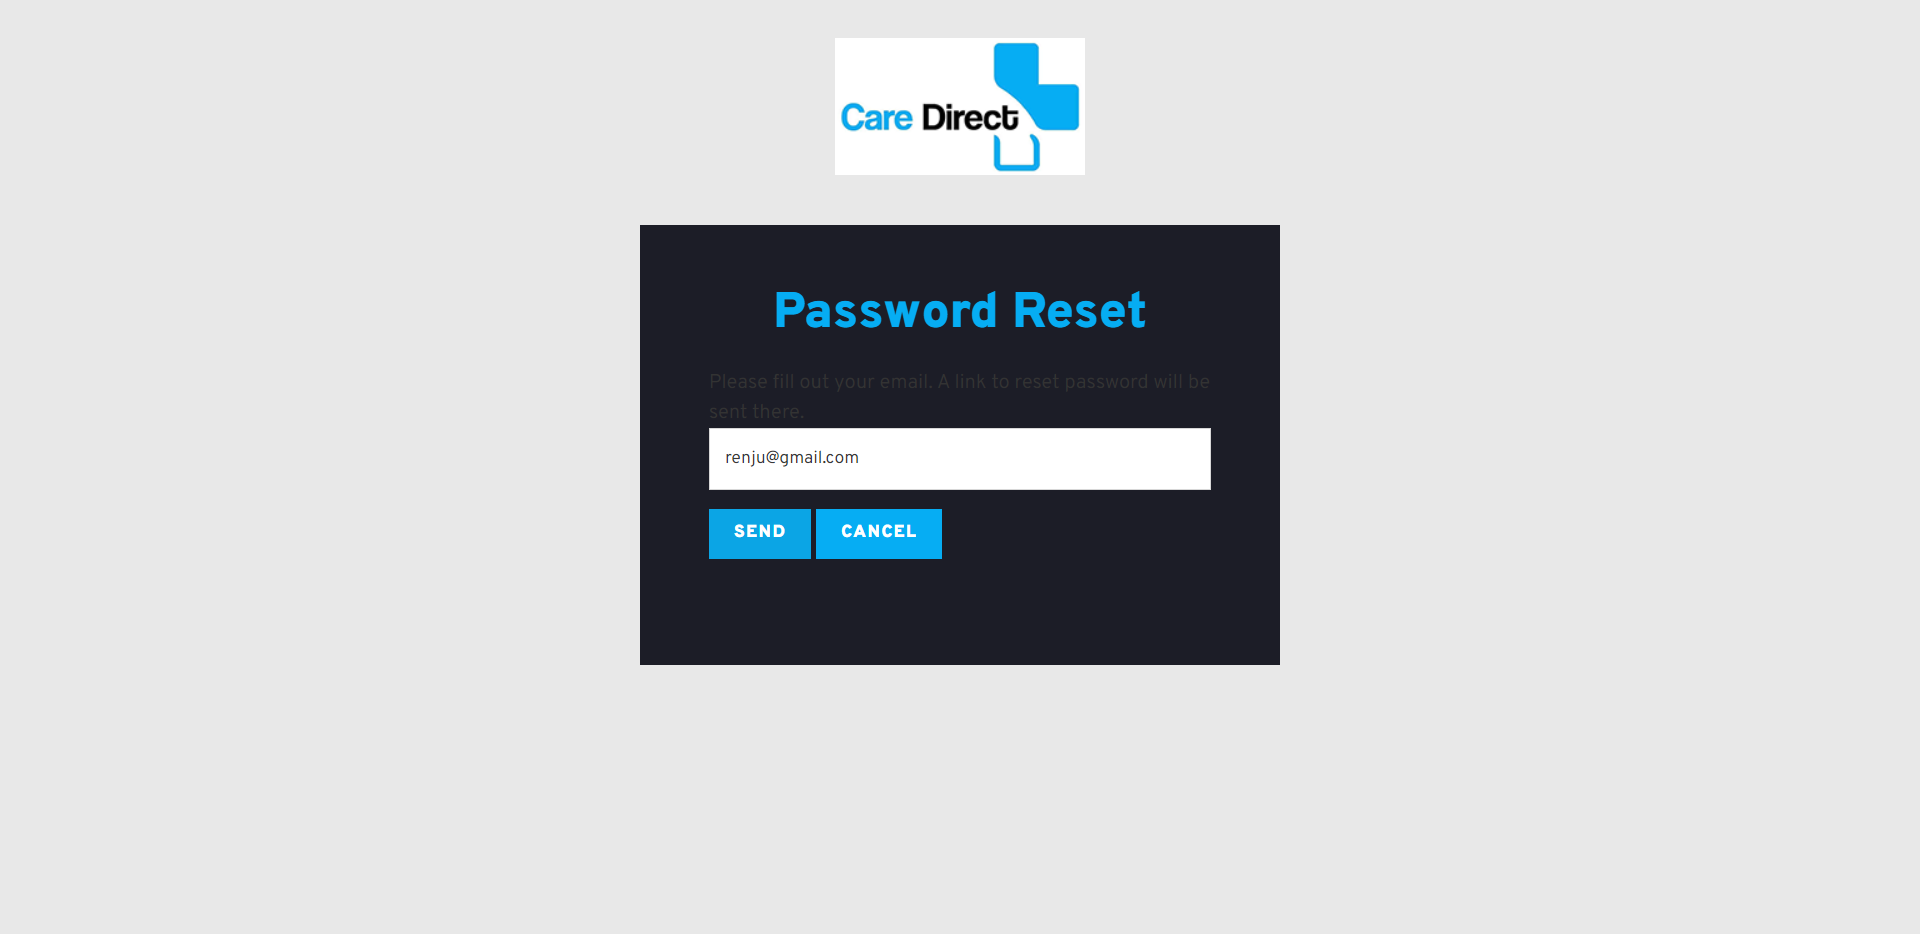 Care Direct
Password Reset
Please fill out your email. A link to reset password will be
sent there.
renju@gmail.com
SEND CANCEL